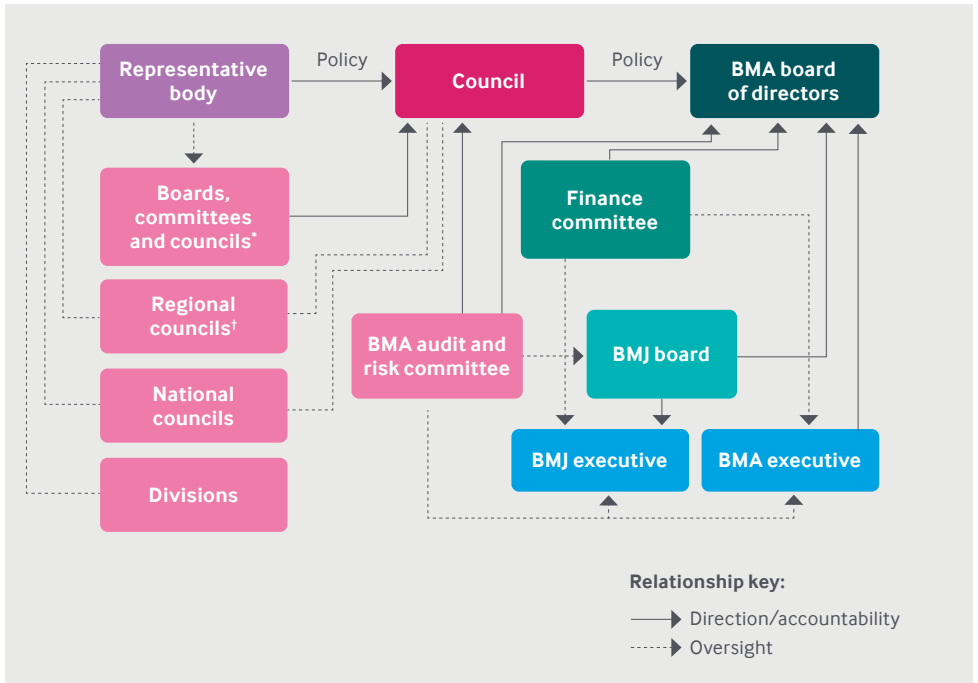 Representative
body
Policy
Council
Policy
BMA board
of directors
Boards,
committees
and councils*
Finance
committee
Regional
councils†
BMA audit and
risk committee
BMJ board
National
councils
BMJ executive
BMA executive
Divisions
Relationship key:
Direction/accountability
Oversight